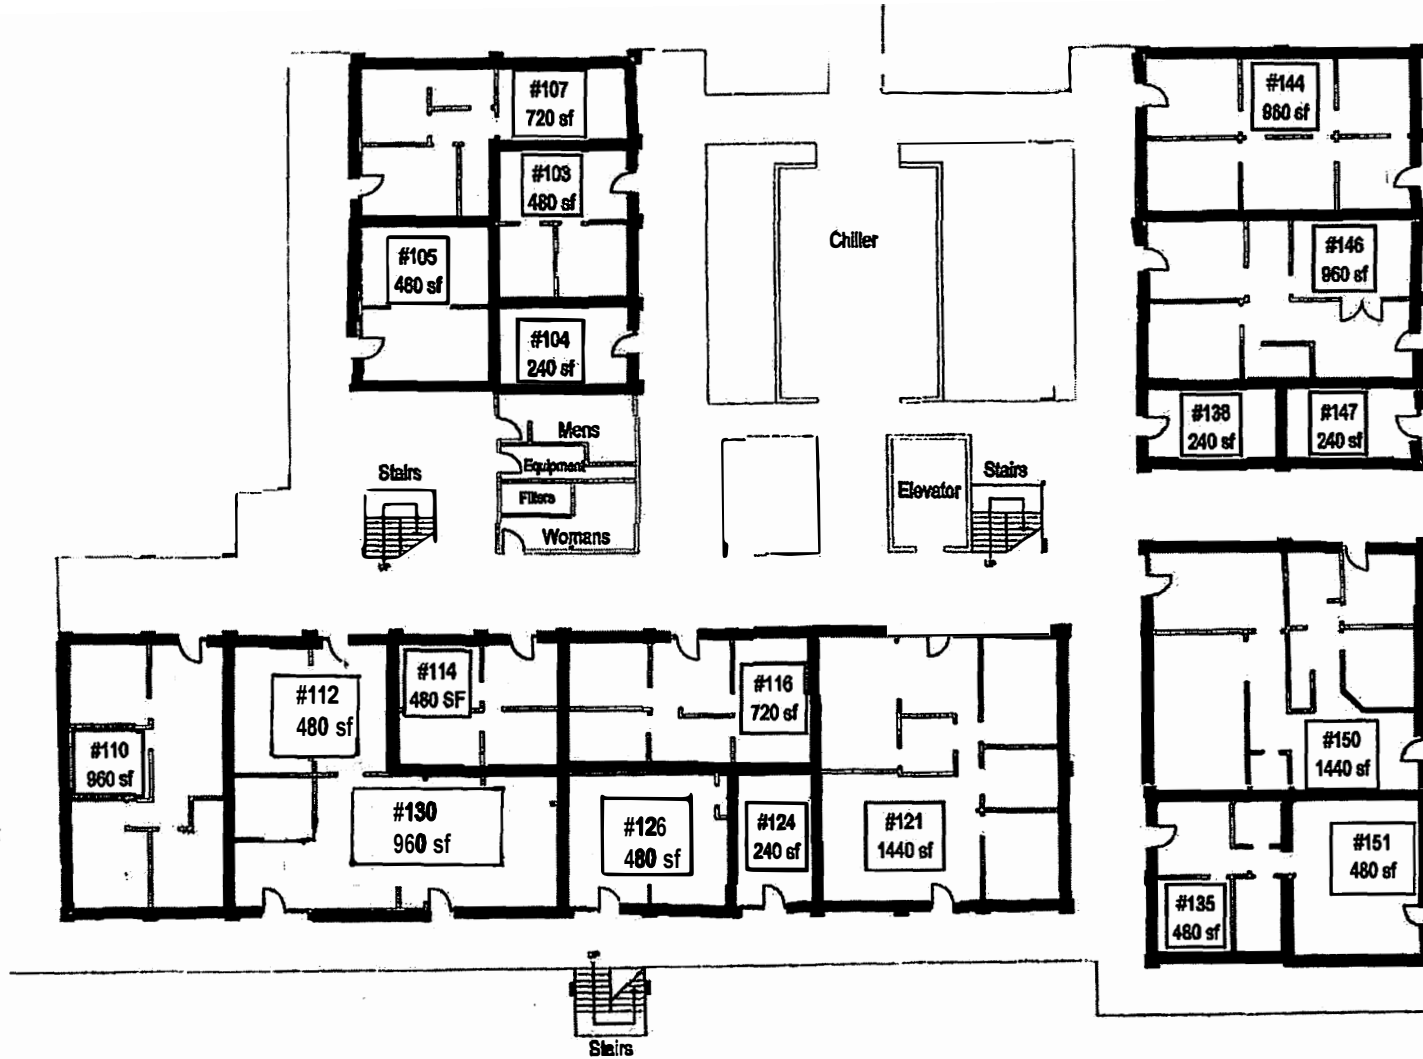 #107
720 sf
#103
480 sf
#105
480 sf
#104
240 sf
Mens
Equipment
Filters
Womans
Stairs
UP
Chiller
Elevator
Stairs
UP
#144
960 sf
#146
960 sf
#138
240 sf
#147
240 sf
#110
960 sf
#112
480 sf
#114
480 SF
#116
720 sf
#130
960 sf
#126
480 sf
#124
240 sf
#121
1440 sf
#150
1440 sf
#151
480 sf
#135
480 sf
UP
Stairs